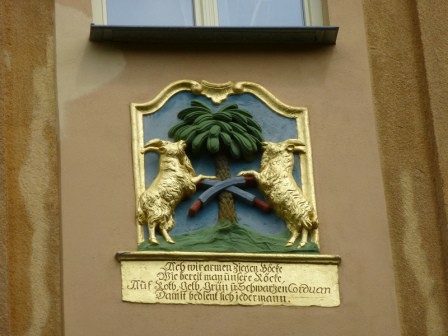 Ach wir armen Ziegen Böcke
Wie bereit man unsere Röcke
Auf Roth, Gelb, Grün u Schwarzen Corduan
Damit bedient sich jedermann.